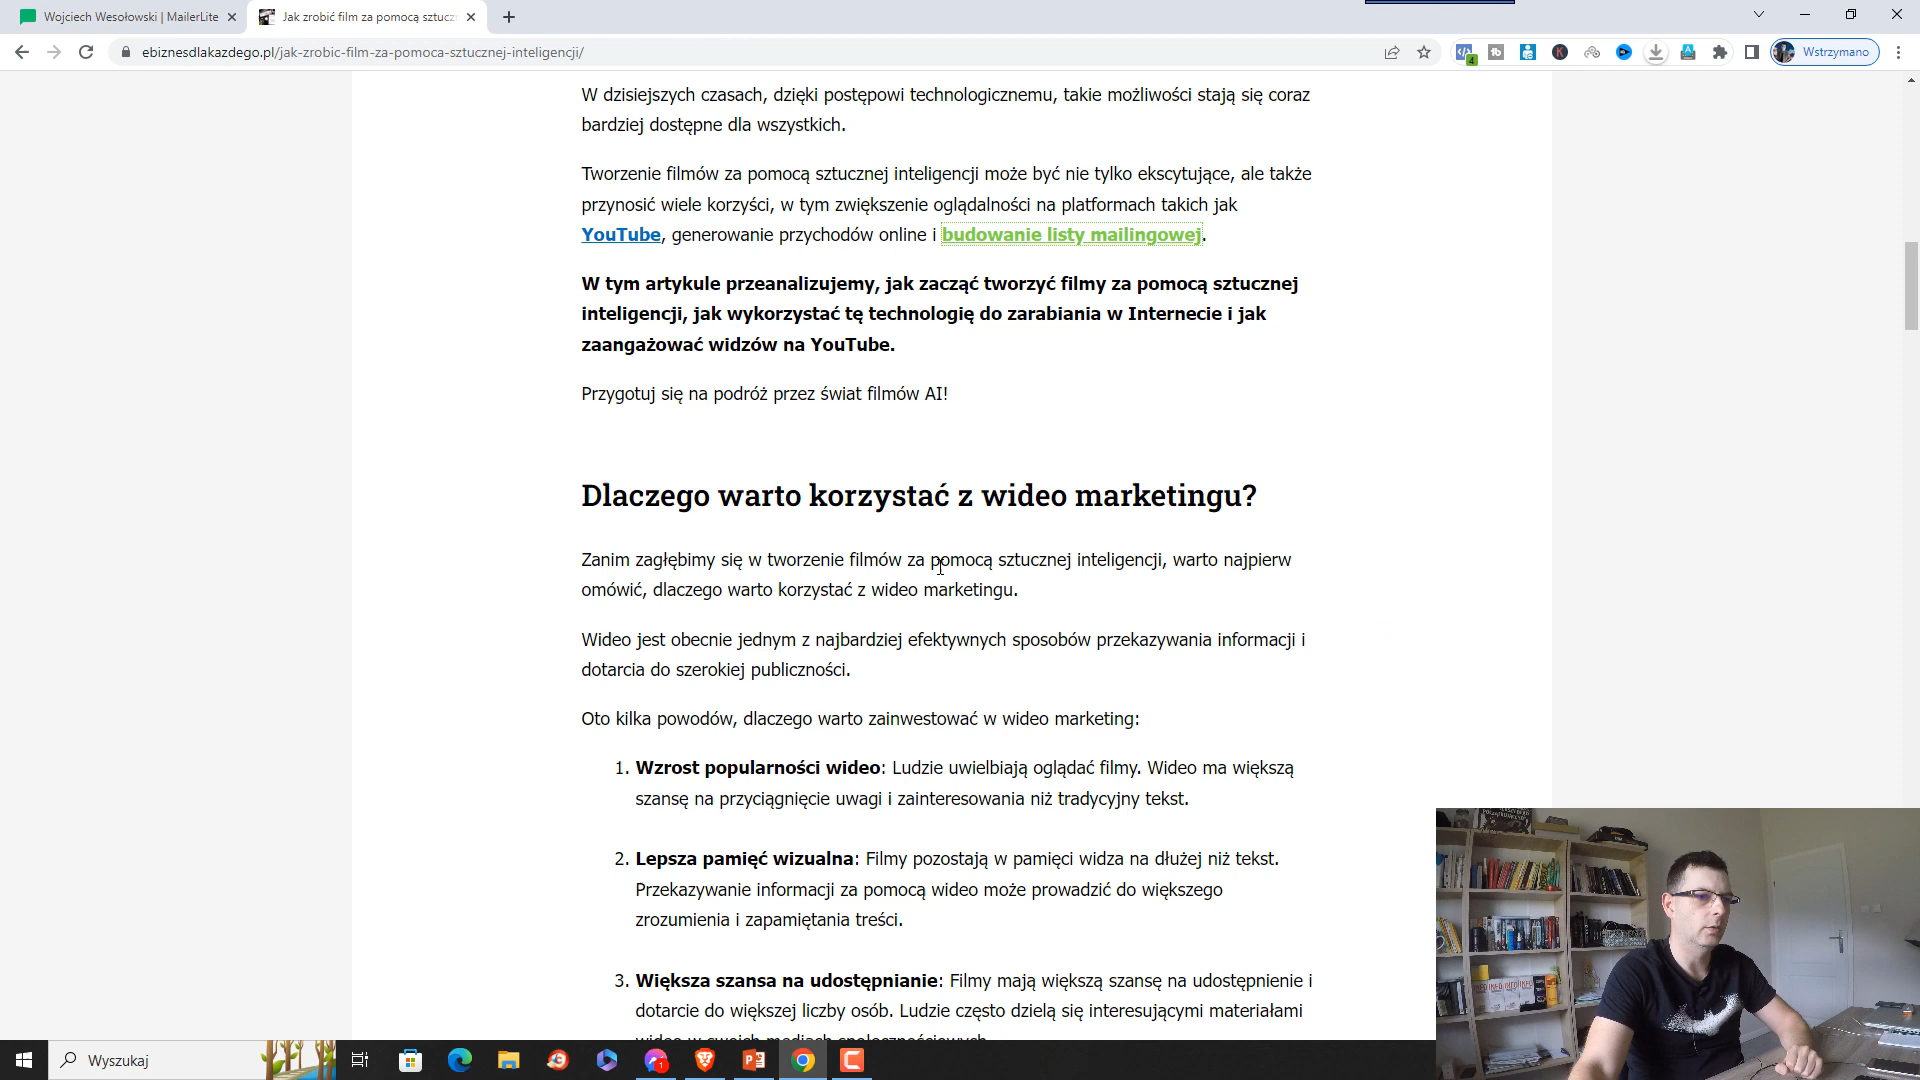 Wojciech Wesołowski | MailerLite
Jak zrobić film za pomocą sztucz
ebiznesdlakazdego.pl/jak-zrobic-film-za-pomoca-sztucznej-inteligencji/
4
Wstrzymano
W dzisiejszych czasach, dzięki postępowi technologicznemu, takie możliwości stają się coraz
bardziej dostępne dla wszystkich.
Tworzenie filmów za pomocą sztucznej inteligencji może być nie tylko ekscytujące, ale także
przynosić wiele korzyści, w tym zwiększenie oglądalności na platformach takich jak
YouTube, generowanie przychodów online i budowanie listy mailingowej.
W tym artykule przeanalizujemy, jak zacząć tworzyć filmy za pomocą sztucznej
inteligencji, jak wykorzystać tę technologię do zarabiania w Internecie i jak
zaangażować widzów na YouTube.
Przygotuj się na podróż przez świat filmów AI!
Dlaczego warto korzystać z wideo marketingu?
Zanim zagłębimy się w tworzenie filmów za pomocą sztucznej inteligencji, warto najpierw
omówić, dlaczego warto korzystać z wideo marketingu.
Wideo jest obecnie jednym z najbardziej efektywnych sposobów przekazywania informacji i
dotarcia do szerokiej publiczności.
Oto kilka powodów, dlaczego warto zainwestować w wideo marketing:
1. Wzrost popularności wideo: Ludzie uwielbiają oglądać filmy. Wideo ma większą
szansę na przyciągnięcie uwagi i zainteresowania niż tradycyjny tekst.
2. Lepsza pamięć wizualna: Filmy pozostają w pamięci widza na dłużej niż tekst.
Przekazywanie informacji za pomocą wideo może prowadzić do większego
zrozumienia i zapamiętania treści.
3. Większa szansa na udostępnianie: Filmy mają większą szansę na udostępnienie i
dotarcie do większej liczby osób. Ludzie często dzielą się interesującymi materiałami
wideo w swoich mediach społecznościowych.
Wyszukaj